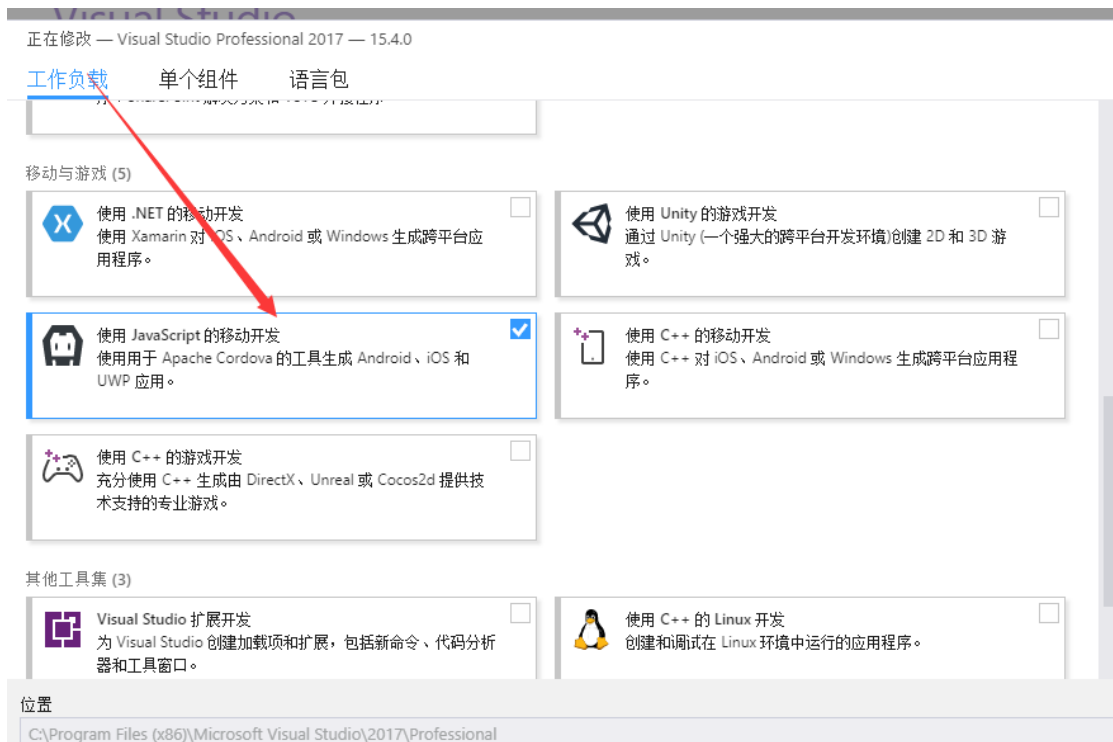 Visual Studio
正在修改 — Visual Studio Professional 2017 — 15.4.0
工作负载 单个组件 语言包
移动与游戏 (5)
使用 .NET 的移动开发
使用 Xamarin 对 iOS、Android 或 Windows 生成跨平台应
用程序。
使用 Unity 的游戏开发
通过 Unity (一个强大的跨平台开发环境)创建 2D 和 3D 游
戏。
使用 JavaScript 的移动开发
使用用于 Apache Cordova 的工具生成 Android、iOS 和
UWP 应用。
使用 C++ 的移动开发
使用 C++ 对 iOS、Android 或 Windows 生成跨平台应用程
序。
使用 C++ 的游戏开发
充分使用 C++ 生成由 DirectX、Unreal 或 Cocos2d 提供技
术支持的专业游戏。
其他工具集 (3)
Visual Studio 扩展开发
为 Visual Studio 创建加载项和扩展，包括新命令、代码分析
器和工具窗口。
使用 C++ 的 Linux 开发
创建和调试在 Linux 环境中运行的应用程序。
位置
C:\Program Files (x86)\Microsoft Visual Studio\2017\Professional